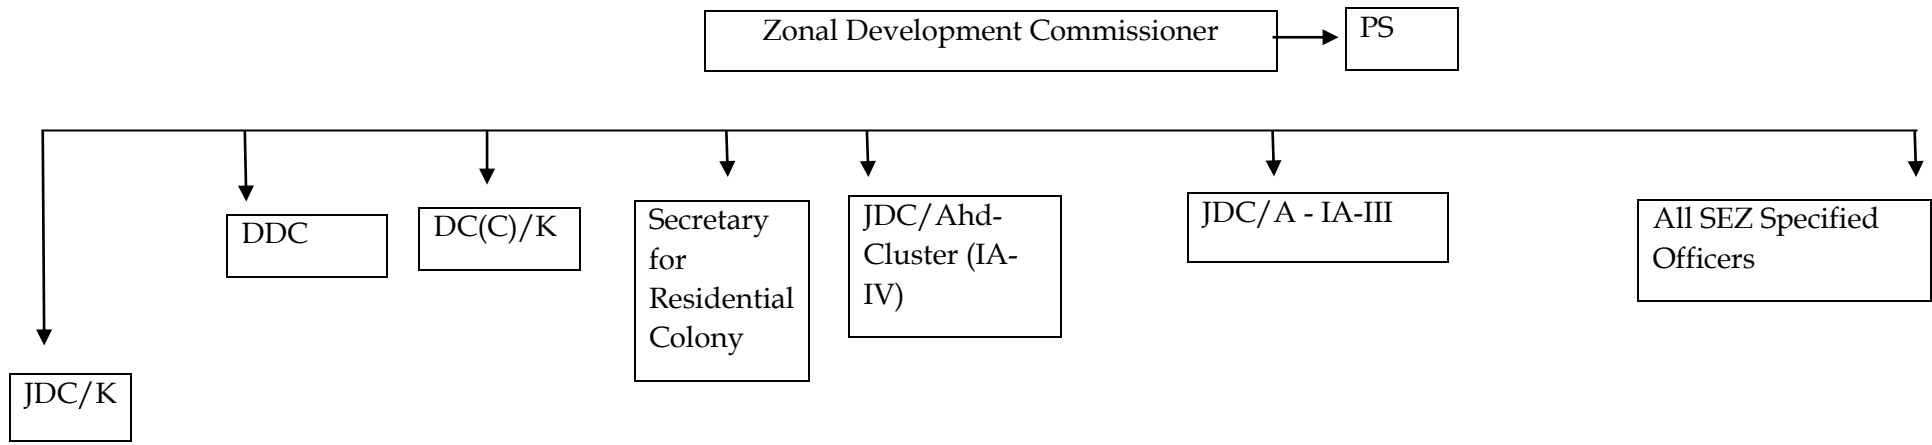 Zonal Development Commissioner
PS
JDC/K
DDC
DC(C)/K
Secretary
for
Residential
Colony
JDC/Ahd-
Cluster (IA-
IV)
JDC/A - IA-III
All SEZ Specified
Officers